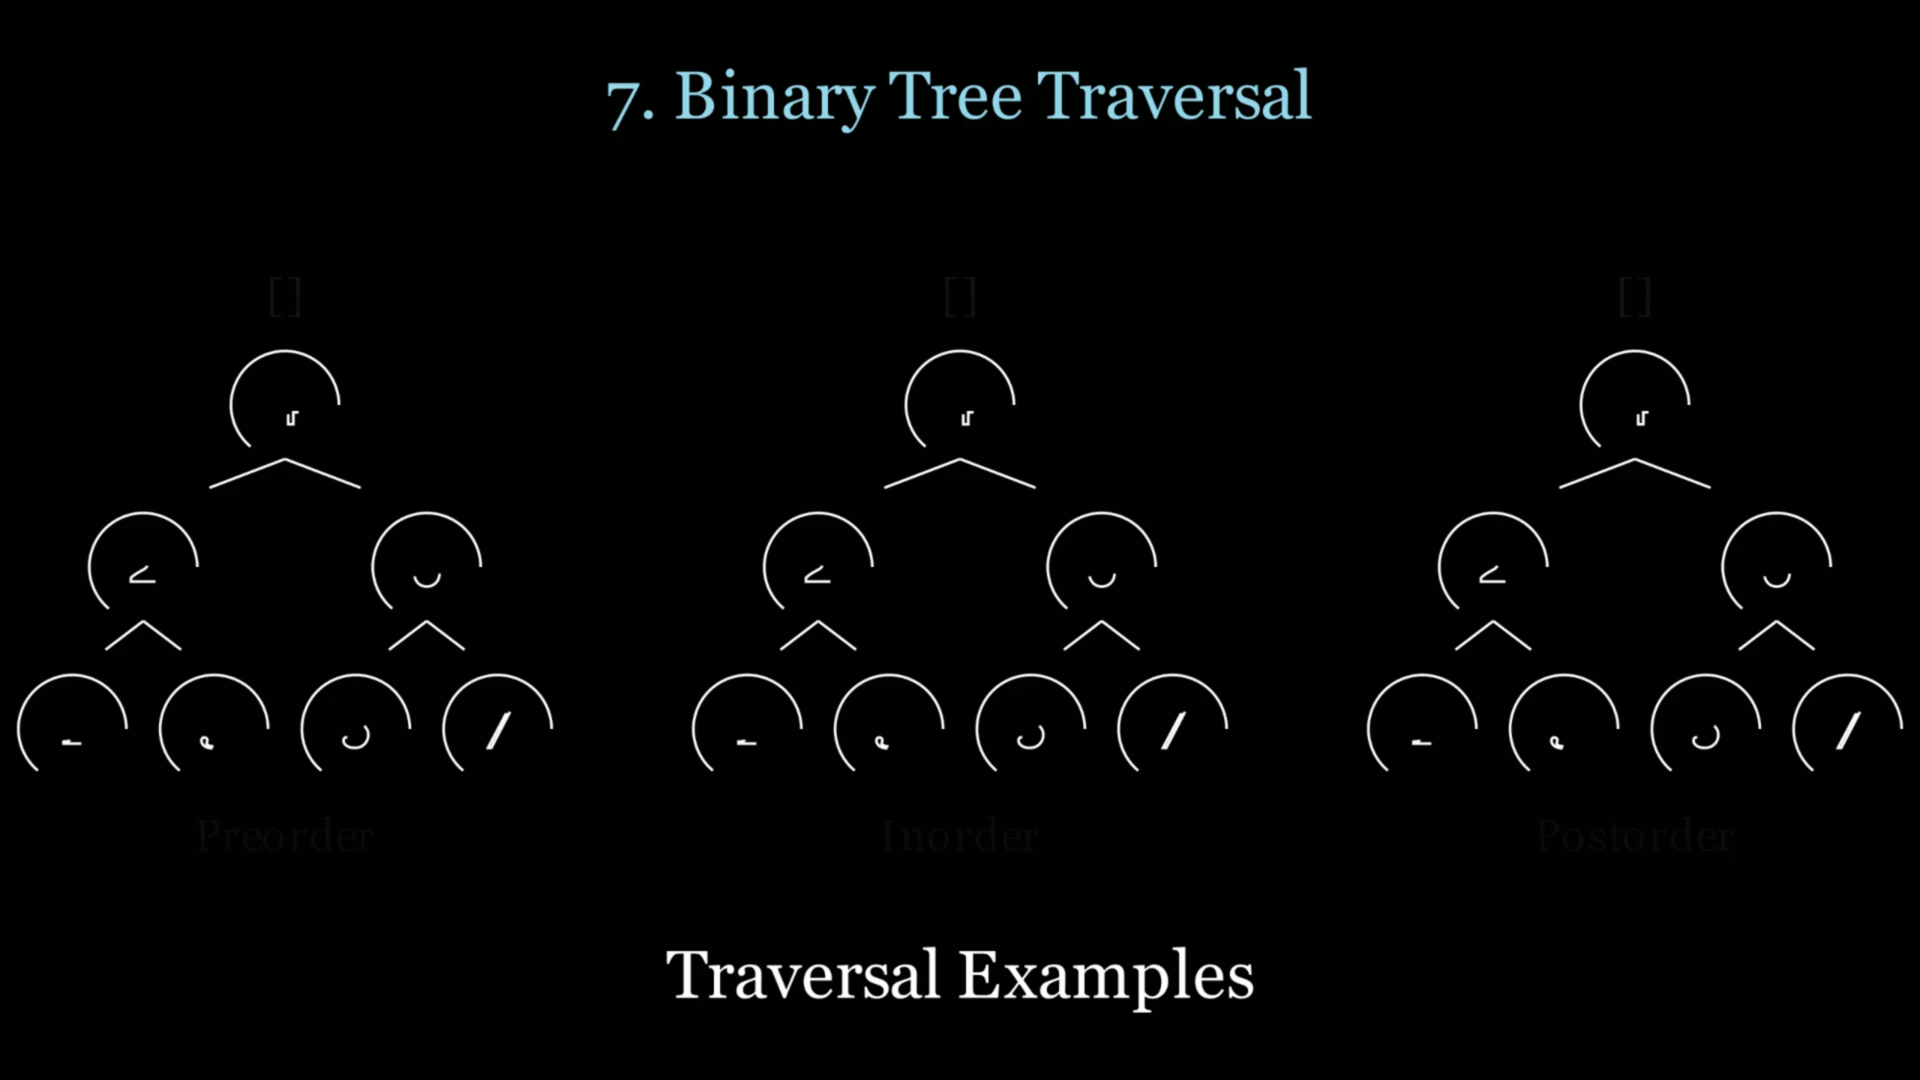 7. Binary Tree Traversal
[] [] []
Preorder Inorder Postorder
Traversal Examples